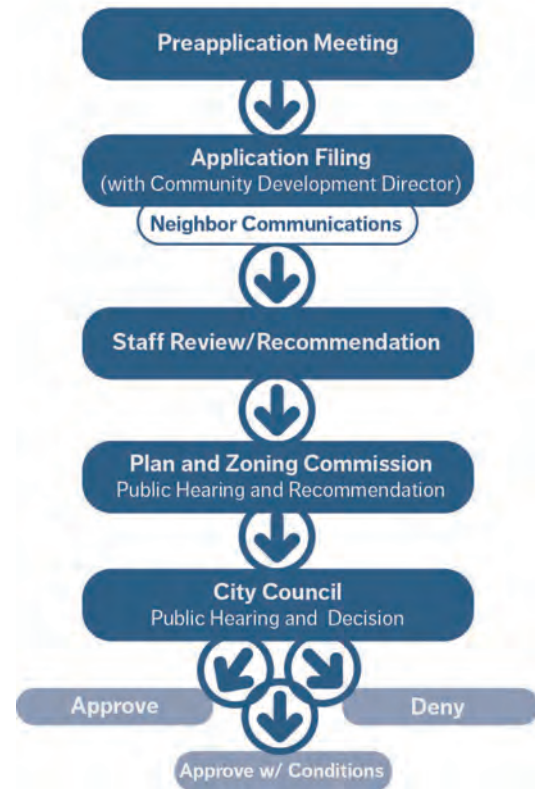 Preapplication Meeting
Application Filing
(with Community Development Director)
Neighbor Communications
Staff Review/Recommendation
Plan and Zoning Commission
Public Hearing and Recommendation
City Council
Public Hearing and Decision
Approve
Deny
Approve w/ Conditions